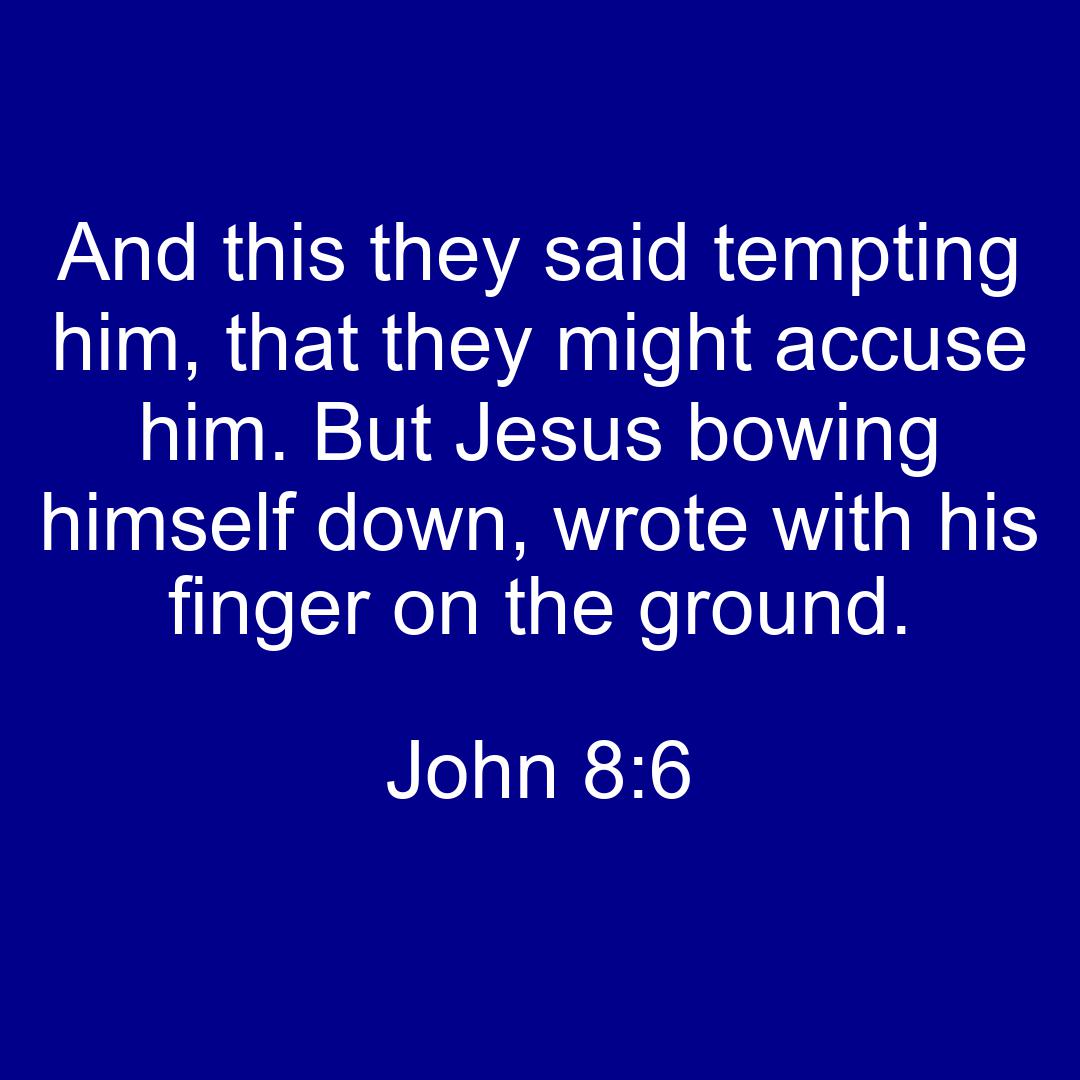 And this they said tempting
him, that they might accuse
him. But Jesus bowing
himself down, wrote with his
finger on the ground.
John 8:6